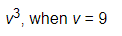 v³, when v = 9